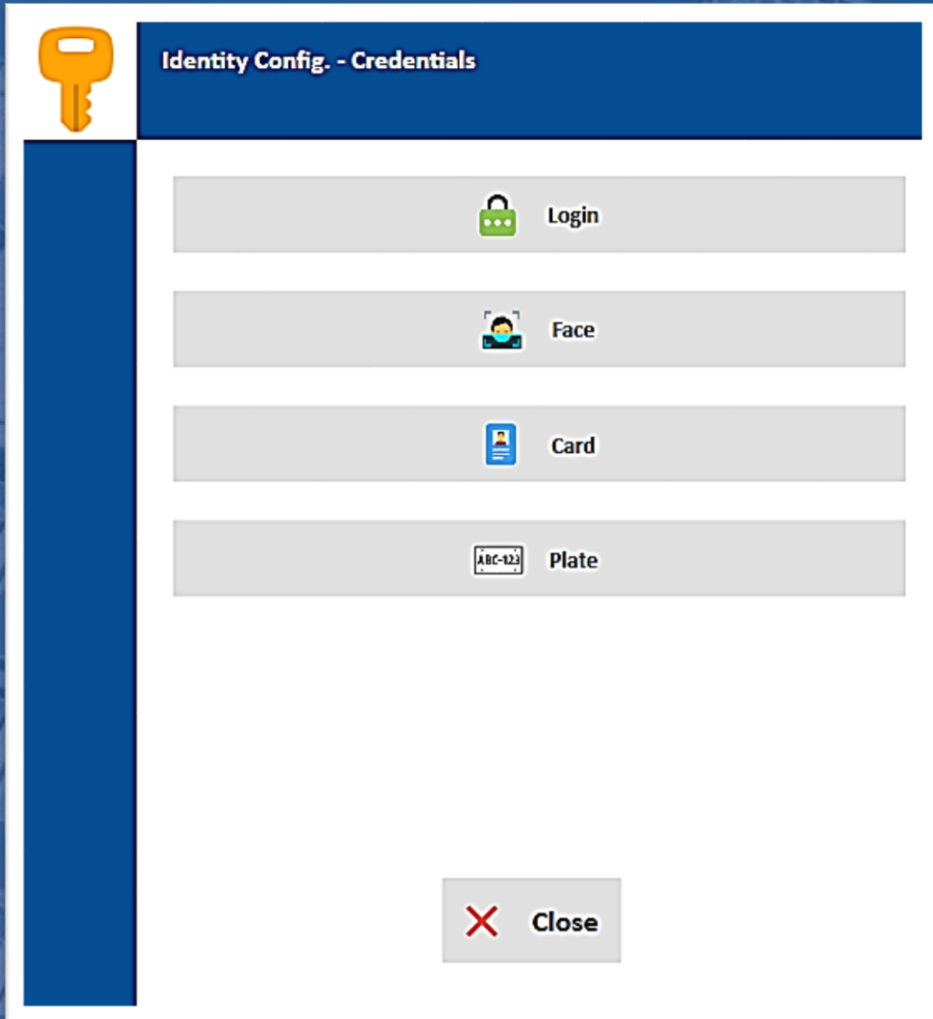 Identity Config. - Credentials
Login
Face
Card
ABC-123
Plate
Close